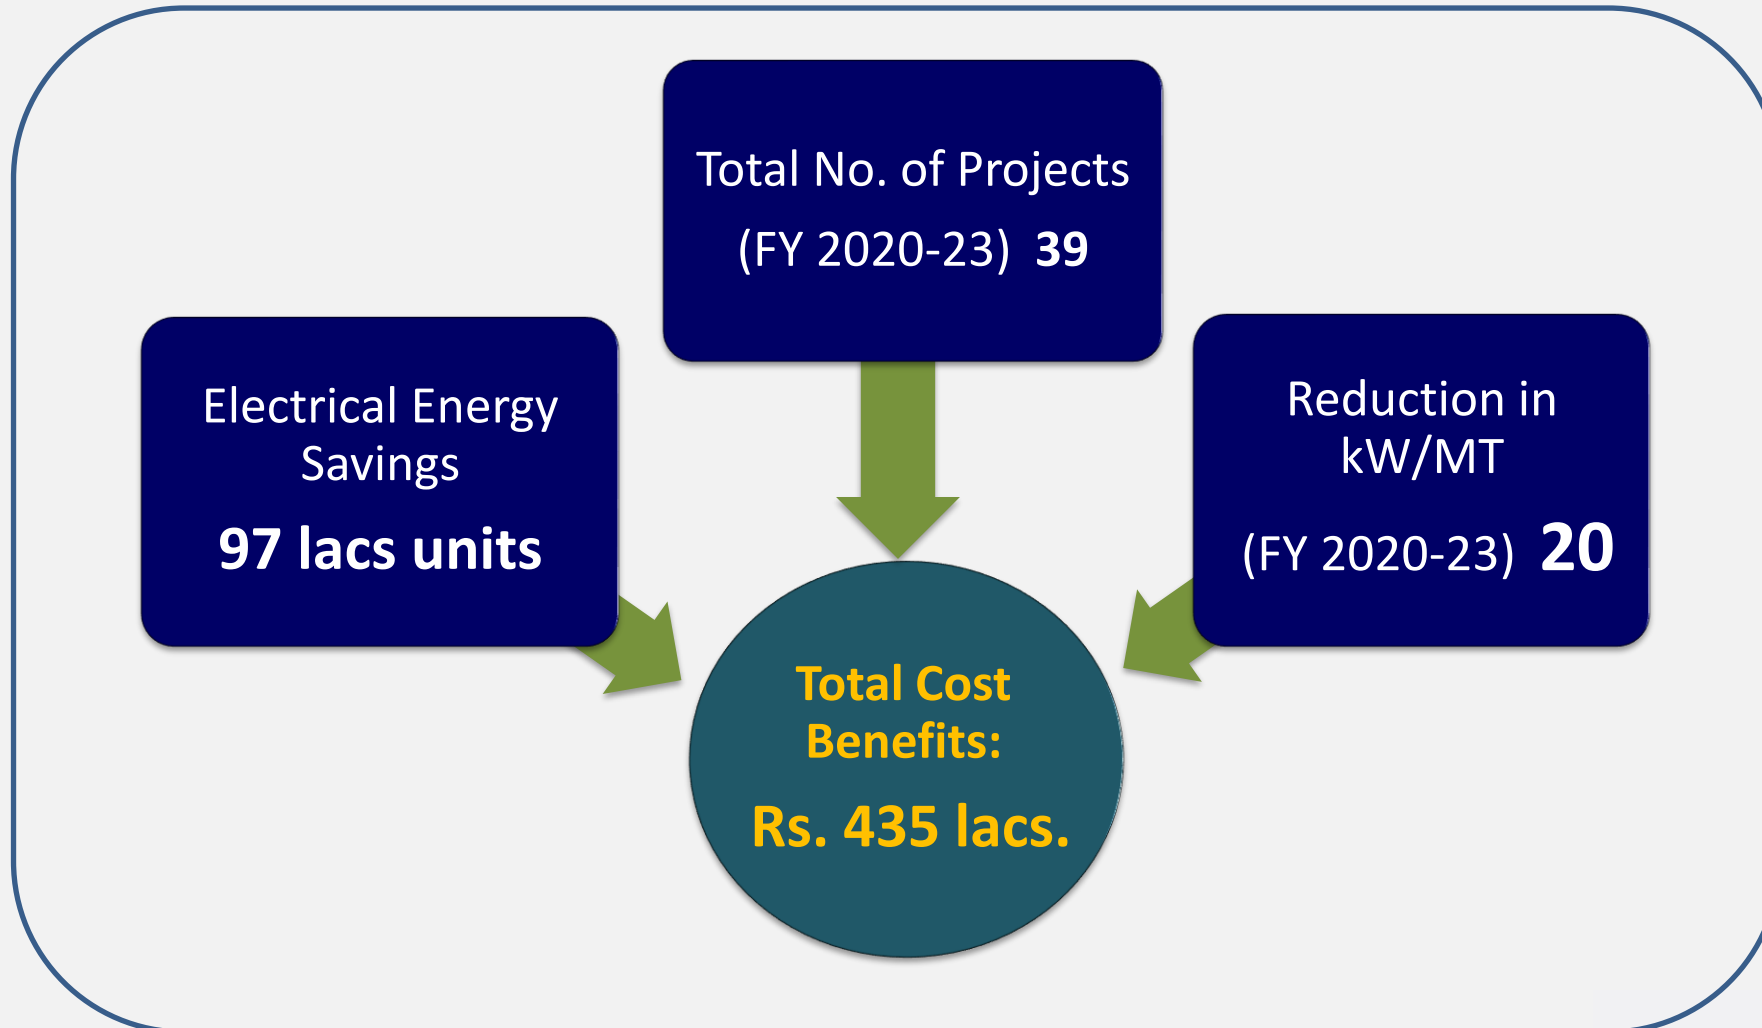 Total No. of Projects
(FY 2020-23) 39
Electrical Energy
Savings
97 lacs units
Reduction in
kW/MT
(FY 2020-23) 20
Total Cost
Benefits:
Rs. 435 lacs.